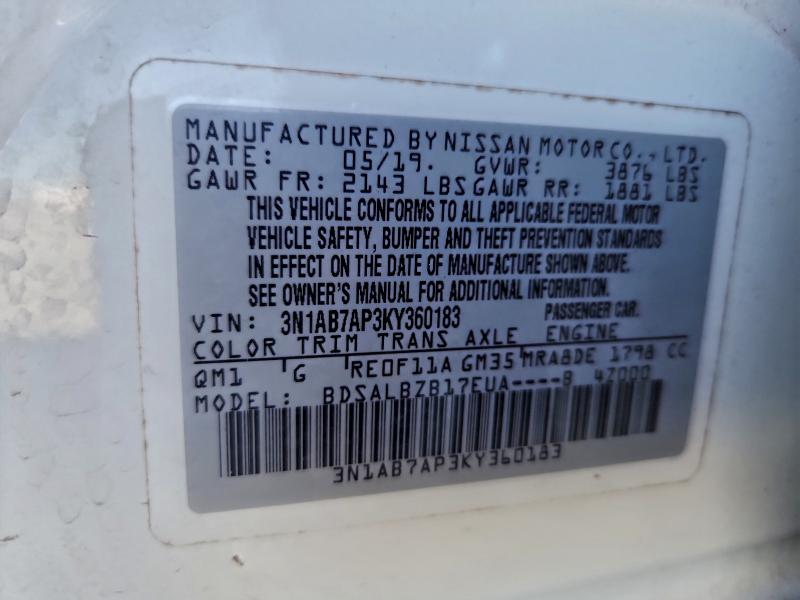 MANUFACTURED BY NISSAN MOTOR CO., LTD.
DATE: 05/19. GVWR: 3876 LBS
GAWR FR: 2143 LBS GAWR RR: 1881 LBS
THIS VEHICLE CONFORMS TO ALL APPLICABLE FEDERAL MOTOR
VEHICLE SAFETY, BUMPER AND THEFT PREVENTION STANDARDS
IN EFFECT ON THE DATE OF MANUFACTURE SHOWN ABOVE.
SEE OWNER'S MANUAL FOR ADDITIONAL INFORMATION.
VIN: 3N1AB7AP3KY360183 PASSENGER CAR.
COLOR TRIM TRANS AXLE ENGINE
QM1 G RE0F11A GM35 MRA8DE 1798 CC
MODEL: BDSALBZB17EUA----B 47000
3N1AB7AP3KY360183